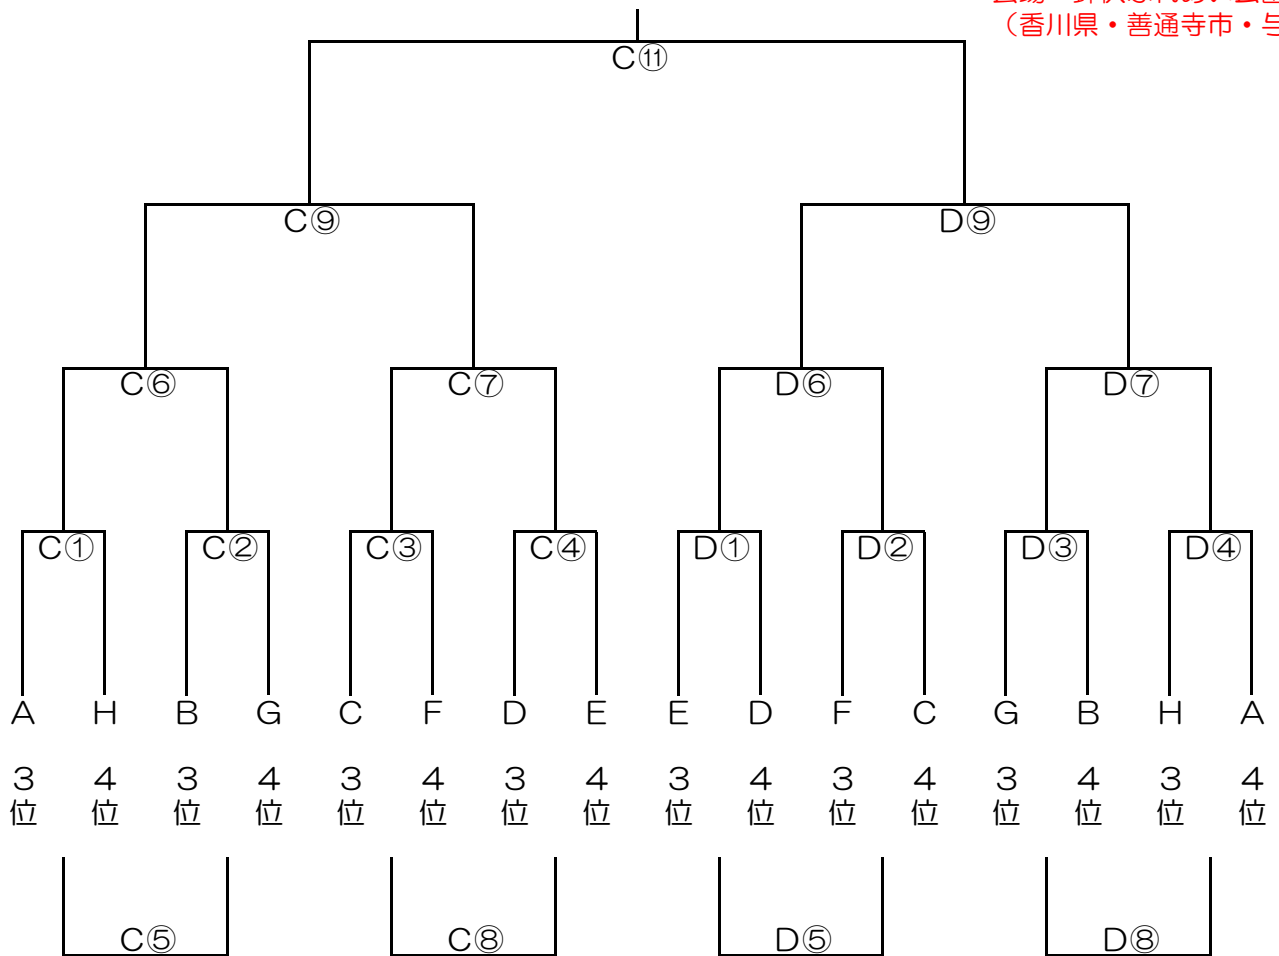 （香川県・善通寺市・与
C⑪
C⑨ D⑨
C⑥ C⑦ D⑥ D⑦
C① C② C③ C④ D① D② D③ D④
A H B G C F D E E D F C G B H A
3位 4位 3位 4位 3位 4位 3位 4位 3位 4位 3位 4位 3位 4位 3位 4位
C⑤ C⑧ D⑤ D⑧